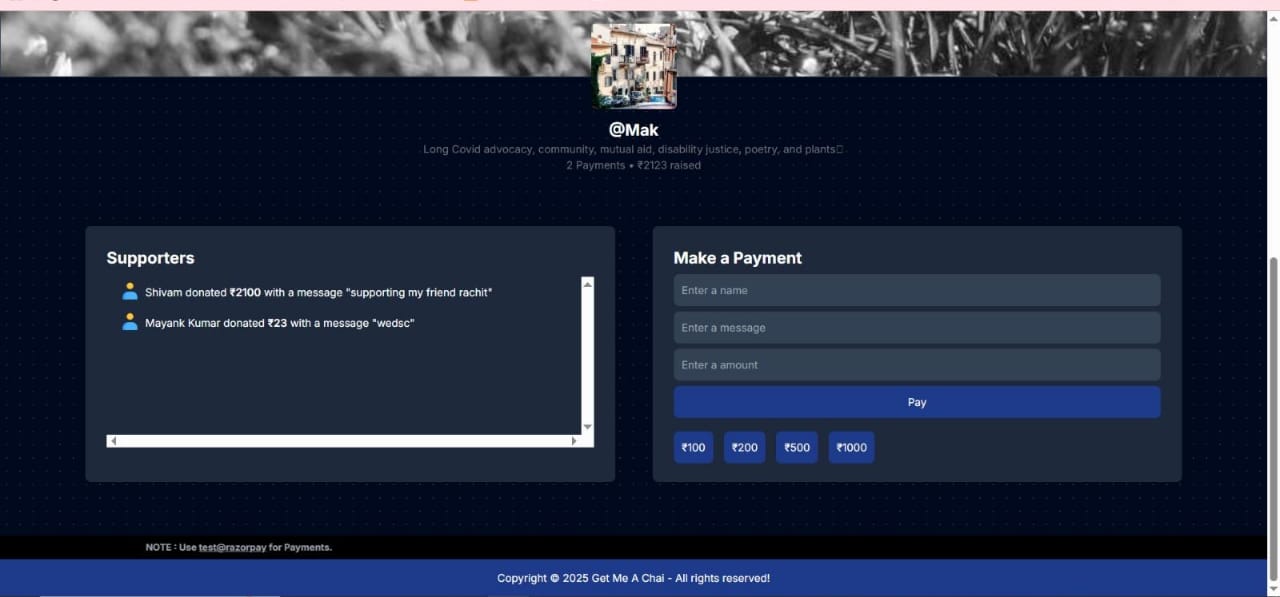 @Mak
Long Covid advocacy, community, mutual aid, disability justice, poetry, and plants
2 Payments • ₹2123 raised
Supporters
Shivam donated ₹2100 with a message "supporting my friend rachit"
Mayank Kumar donated ₹23 with a message "wedsc"
Make a Payment
Enter a name
Enter a message
Enter a amount
Pay
₹100 ₹200 ₹500 ₹1000
NOTE : Use test@razorpay for Payments.
Copyright © 2025 Get Me A Chai - All rights reserved!